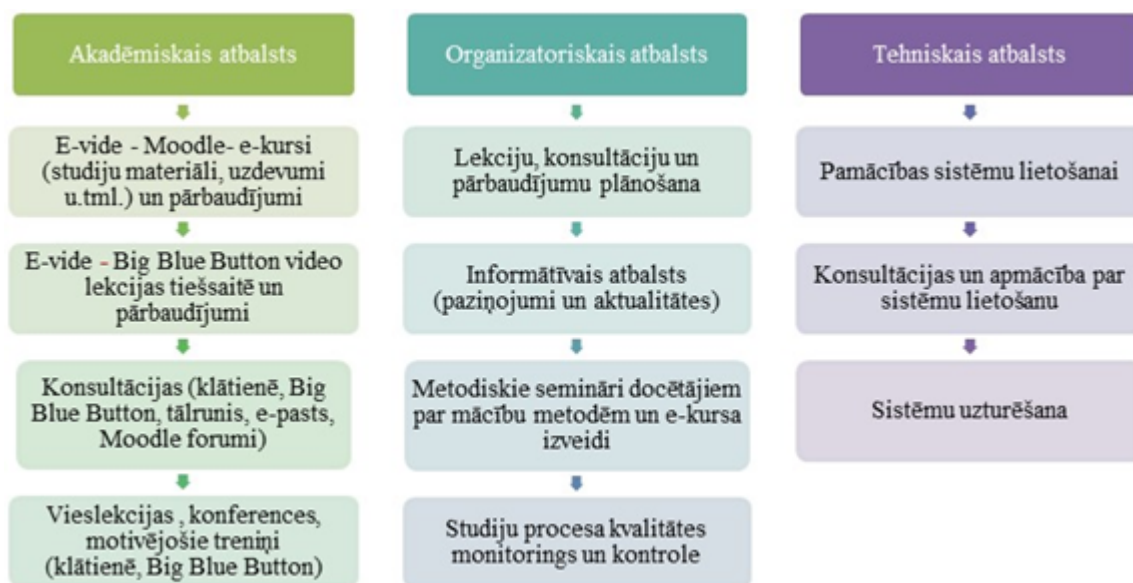 Akadēmiskais atbalsts
E-vide - Moodle- e-kursi
(studiju materiāli, uzdevumi
u.tml.) un pārbaudījumi
E-vide - Big Blue Button video
lekcijas tiešsaitē un
pārbaudījumi
Konsultācijas (klātienē, Big
Blue Button, tālrunis, e-pasts,
Moodle forumi)
Vieslekcijas , konferences,
motivējošie treniņi
(klātienē, Big Blue Button)
Organizatoriskais atbalsts
Lekciju, konsultāciju un
pārbaudījumu plānošana
Informātīvais atbalsts
(paziņojumi un aktualitātes)
Metodiskie semināri docētājiem
par mācību metodēm un e-kursa
izveidi
Studiju procesa kvalitātes
monitorings un kontrole
Tehniskais atbalsts
Pamācības sistēmu lietošanai
Konsultācijas un apmācība par
sistēmu lietošanu
Sistēmu uzturēšana